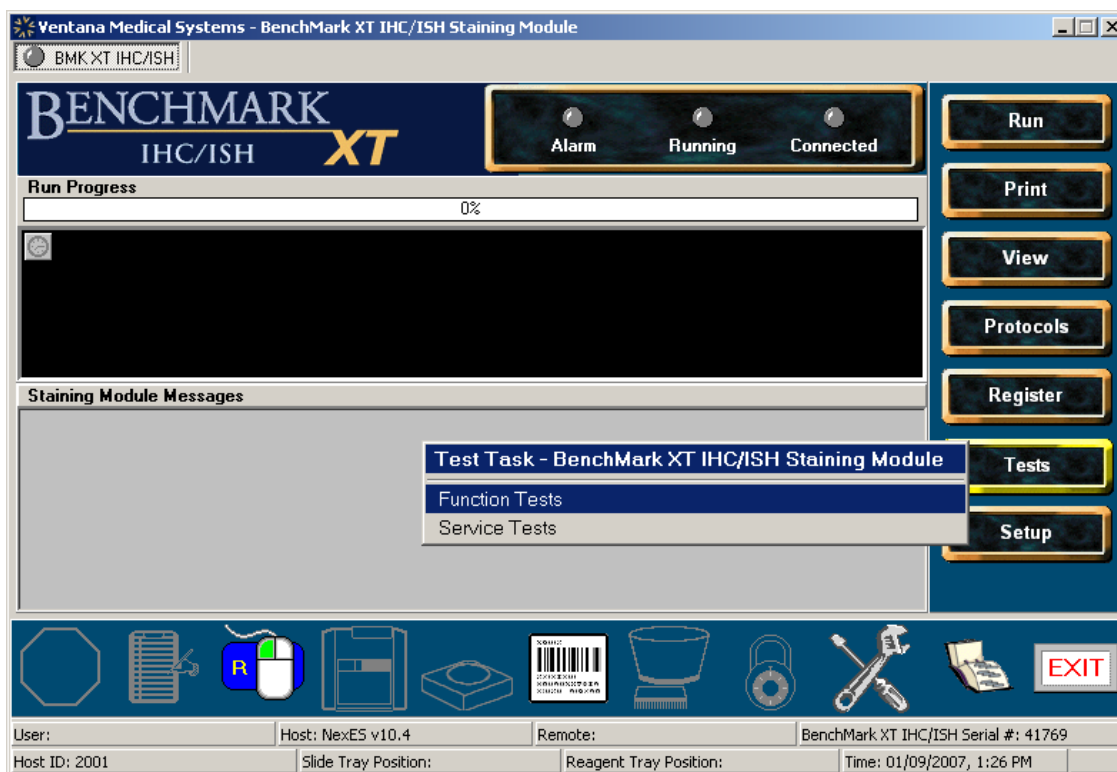 Ventana Medical Systems - BenchMark XT IHC/ISH Staining Module
BMK XT IHC/ISH
BENCHMARK
IHC/ISH XT
Alarm Running Connected
Run
Print
View
Protocols
Register
Tests
Setup
Run Progress
0%
Staining Module Messages
Test Task - BenchMark XT IHC/ISH Staining Module
Function Tests
Service Tests
R
EXIT
User: Host: NexES v10.4 Remote: BenchMark XT IHC/ISH Serial #: 41769
Host ID: 2001 Slide Tray Position: Reagent Tray Position: Time: 01/09/2007, 1:26 PM